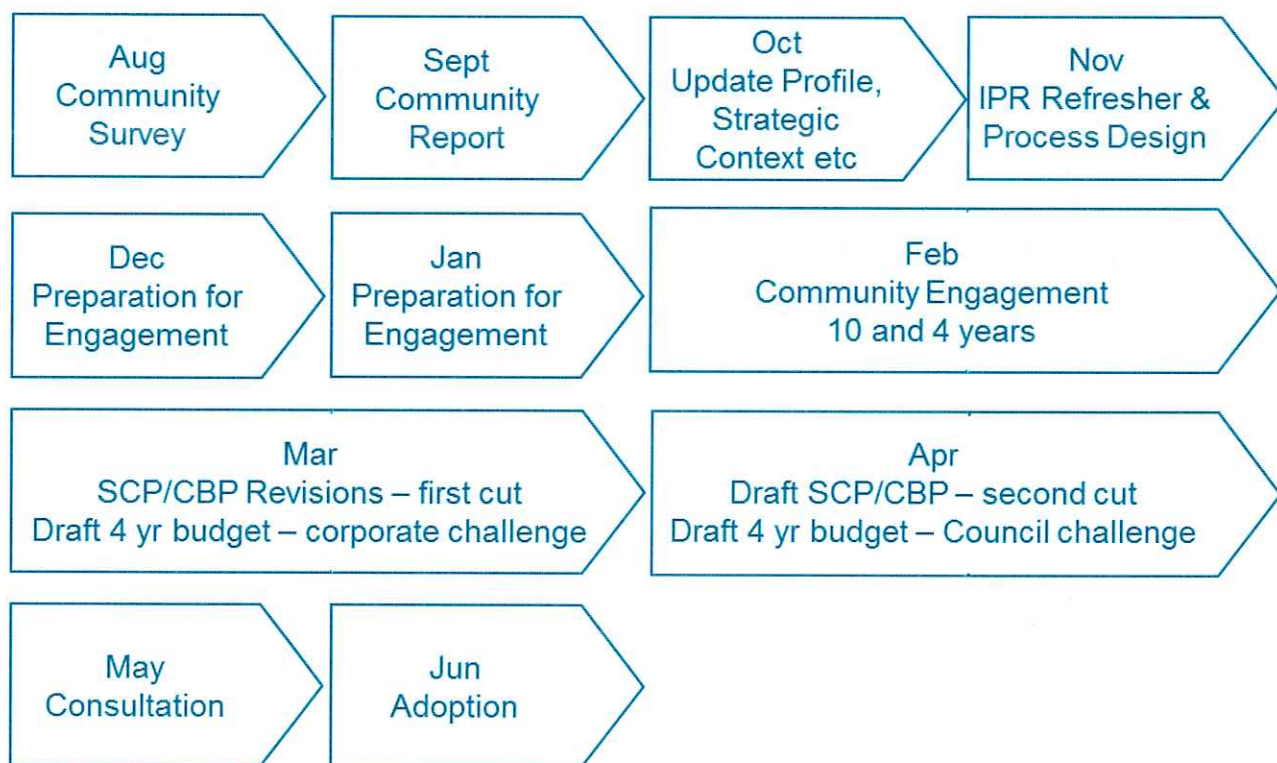 Aug
Community
Survey
Sept
Community
Report
Oct
Update Profile,
Strategic
Context etc
Nov
IPR Refresher &
Process Design
Dec
Preparation for
Engagement
Jan
Preparation for
Engagement
Feb
Community Engagement
10 and 4 years
Mar
SCP/CBP Revisions – first cut
Draft 4 yr budget – corporate challenge
Apr
Draft SCP/CBP – second cut
Draft 4 yr budget – Council challenge
May
Consultation
Jun
Adoption